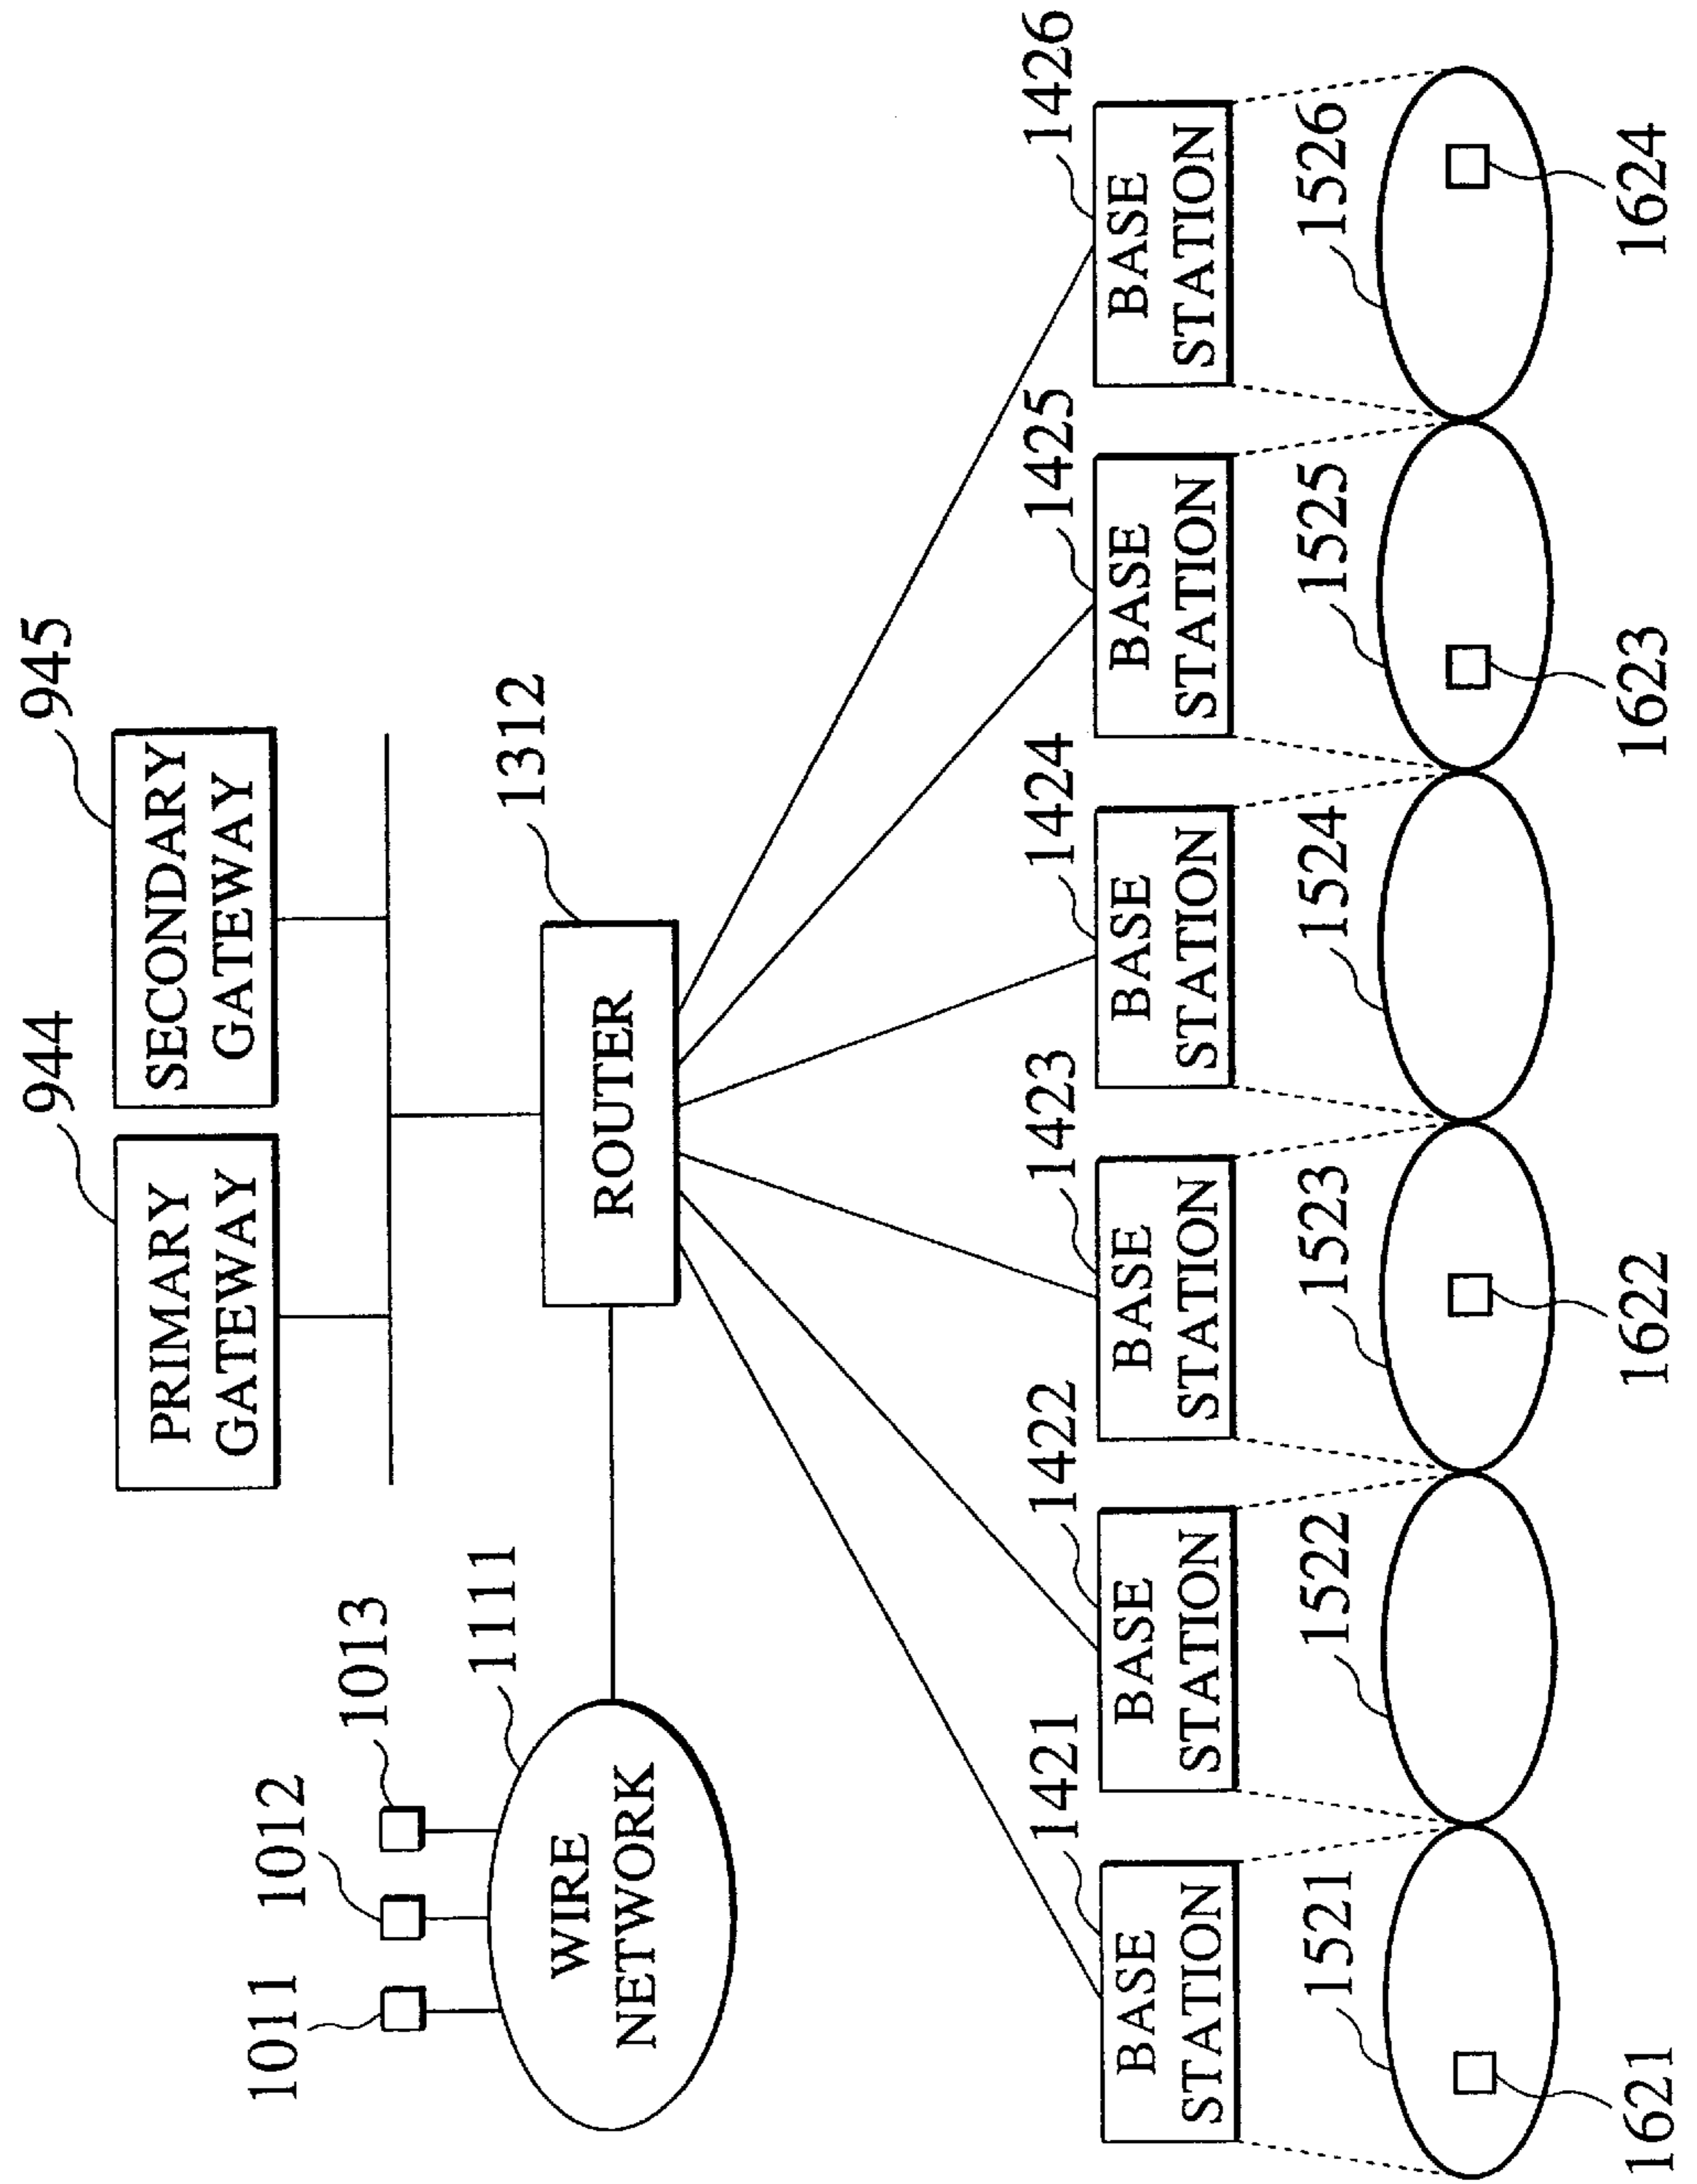 944
945
PRIMARY
GATEWAY
SECONDARY
GATEWAY
1011
1012
1013
1111
1312
WIRE
NETWORK
ROUTER
1421
1422
1423
1424
1425
1426
BASE
STATION
BASE
STATION
BASE
STATION
BASE
STATION
BASE
STATION
BASE
STATION
1521
1522
1523
1524
1525
1526
1621
1622
1623
1624